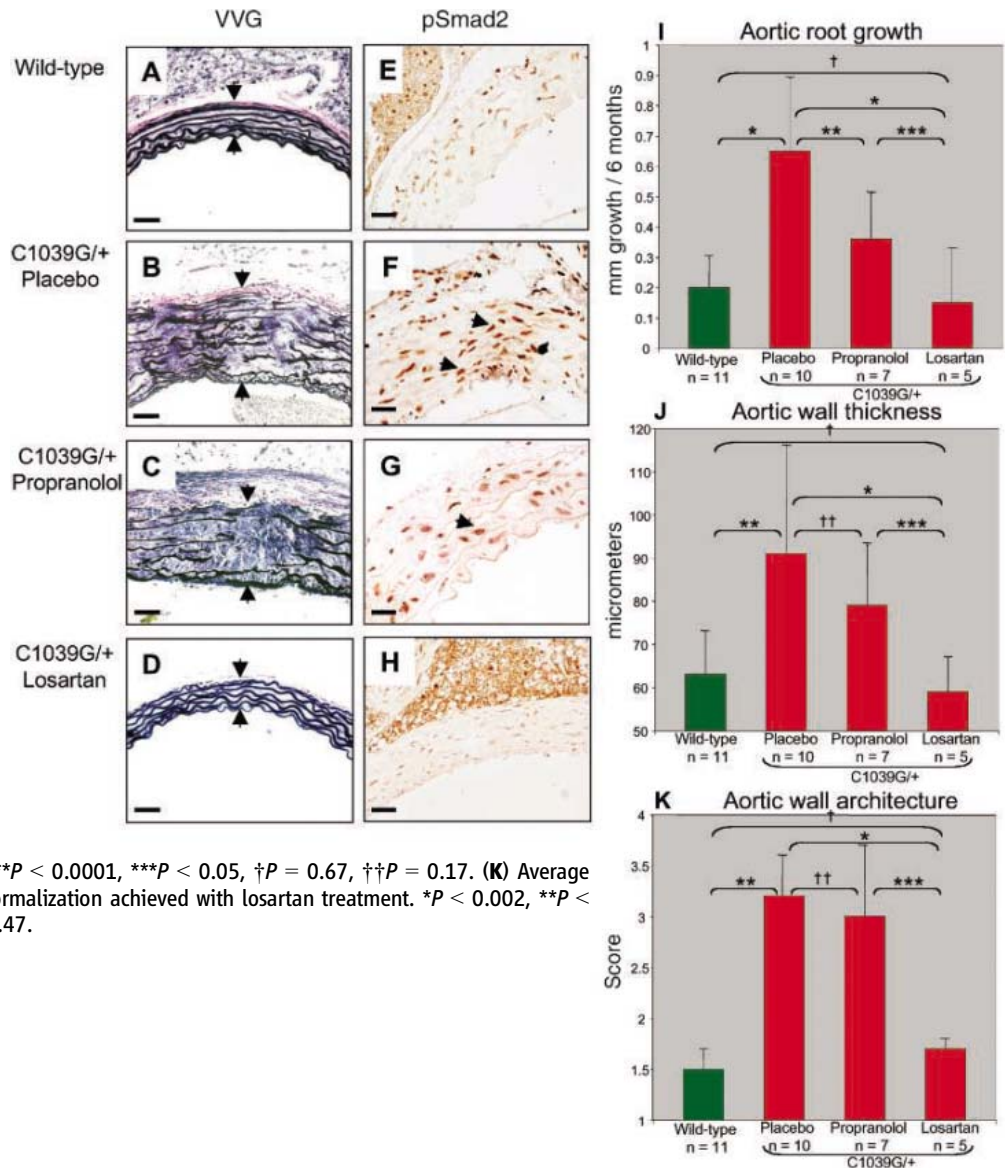 VVG
pSmad2
Wild-type
A
E
C1039G/+
Placebo
B
F
C1039G/+
Propranolol
C
G
C1039G/+
Losartan
D
H
**P < 0.0001, ***P < 0.05, †P = 0.67, ††P = 0.17. (K) Average
ormalization achieved with losartan treatment. *P < 0.002, **P <
.47.
I Aortic root growth
mm growth / 6 months
1
0.9
0.8
0.7
0.6
0.5
0.4
0.3
0.2
0.1
0
†
*
* ** ***
Wild-type Placebo Propranolol Losartan
n = 11 n = 10 n = 7 n = 5
C1039G/+
J Aortic wall thickness
micrometers
120
110
100
90
80
70
60
50
†
*
** †† ***
Wild-type Placebo Propranolol Losartan
n = 11 n = 10 n = 7 n = 5
C1039G/+
K Aortic wall architecture
Score
4
3.5
3
2.5
2
1.5
1
†
*
** †† ***
Wild-type Placebo Propranolol Losartan
n = 11 n = 10 n = 7 n = 5
C1039G/+